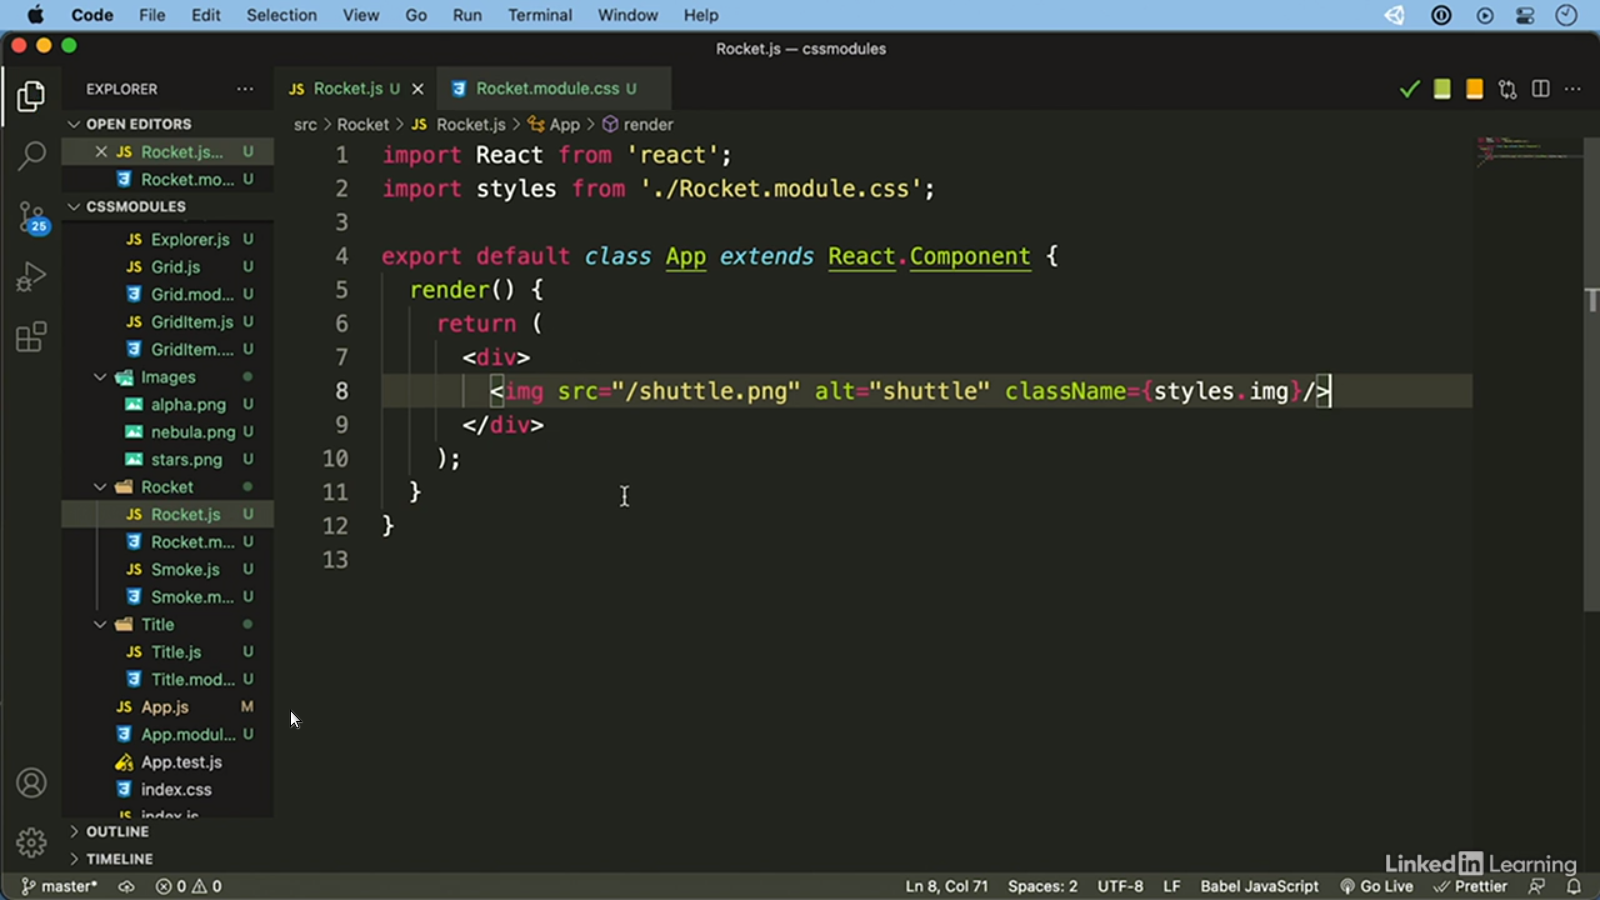 Code File Edit Selection View Go Run Terminal Window Help
Rocket.js — cssmodules
EXPLORER ···
JS Rocket.js U
Rocket.module.css U
src > Rocket > JS Rocket.js > App > render
OPEN EDITORS
JS Rocket.js... U
Rocket.mo... U
25
CSSMODULES
JS Explorer.js U
JS Grid.js U
Grid.mod... U
JS GridItem.js U
GridItem.... U
Images
alpha.png U
nebula.png U
stars.png U
Rocket
JS Rocket.js U
Rocket.m... U
JS Smoke.js U
Smoke.m... U
Title
JS Title.js U
Title.mod... U
JS App.js M
App.modul... U
App.test.js
index.css
JS index.js
OUTLINE
TIMELINE
1 import React from 'react';
2 import styles from './Rocket.module.css';
3
4 export default class App extends React.Component {
5 render() {
6 return (
7 <div>
8 <img src="/shuttle.png" alt="shuttle" className={styles.img}/>
9 </div>
10 );
11 }
12 }
13
LinkedIn Learning
master* 0 0 Ln 8, Col 71 Spaces: 2 UTF-8 LF Babel JavaScript Go Live Prettier